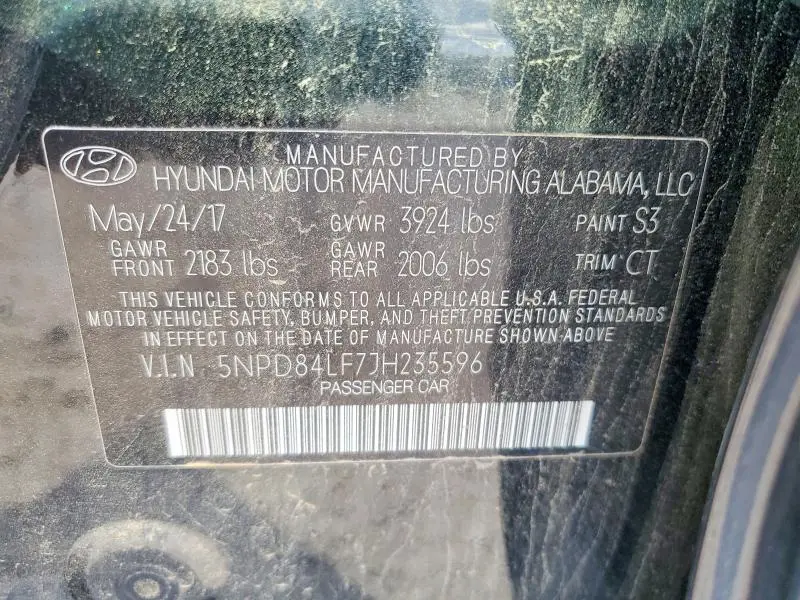 MANUFACTURED BY
HYUNDAI MOTOR MANUFACTURING ALABAMA, LLC
May/24/17 GVWR 3924 lbs PAINT S3
GAWR FRONT 2183 lbs GAWR REAR 2006 lbs TRIM CT
THIS VEHICLE CONFORMS TO ALL APPLICABLE U.S.A. FEDERAL
MOTOR VEHICLE SAFETY, BUMPER, AND THEFT PREVENTION STANDARDS
IN EFFECT ON THE DATE OF MANUFACTURE SHOWN ABOVE
V.I.N 5NPD84LF7JH235596
PASSENGER CAR